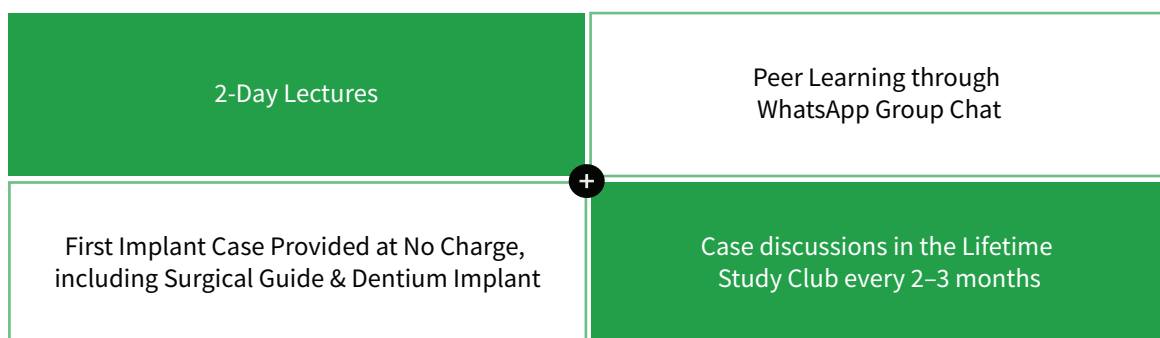 2-Day Lectures
Peer Learning through
WhatsApp Group Chat
+
First Implant Case Provided at No Charge,
including Surgical Guide & Dentium Implant
Case discussions in the Lifetime
Study Club every 2–3 months